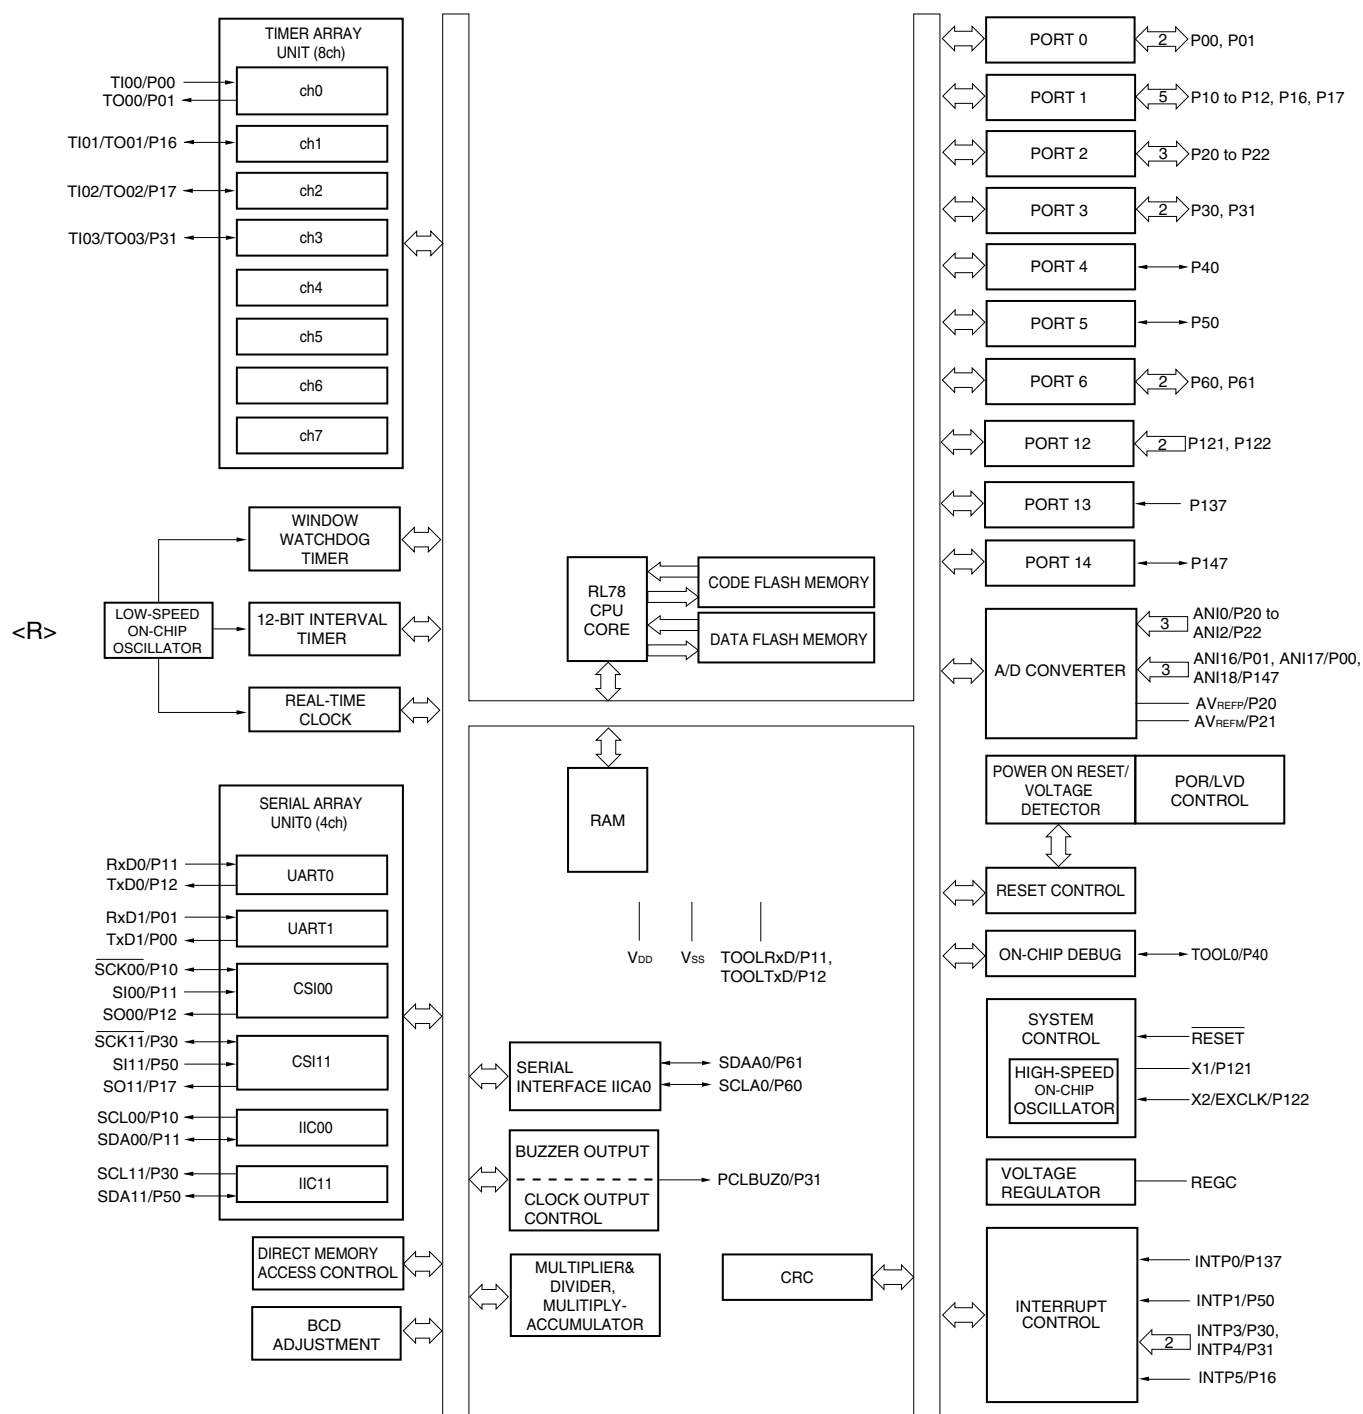 TIMER ARRAY
UNIT (8ch)
TI00/P00
TO00/P01
ch0
TI01/TO01/P16
ch1
TI02/TO02/P17
ch2
TI03/TO03/P31
ch3
ch4
ch5
ch6
ch7
<R>
LOW-SPEED
ON-CHIP
OSCILLATOR
WINDOW
WATCHDOG
TIMER
12-BIT INTERVAL
TIMER
REAL-TIME
CLOCK
SERIAL ARRAY
UNIT0 (4ch)
RxD0/P11
TxD0/P12
UART0
RxD1/P01
TxD1/P00
UART1
SCK00/P10
SI00/P11
SO00/P12
CSI00
SCK11/P30
SI11/P50
SO11/P17
CSI11
SCL00/P10
SDA00/P11
IIC00
SCL11/P30
SDA11/P50
IIC11
DIRECT MEMORY
ACCESS CONTROL
BCD
ADJUSTMENT
RL78
CPU
CORE
CODE FLASH MEMORY
DATA FLASH MEMORY
RAM
VDD
VSS
TOOLRxD/P11,
TOOLTxD/P12
SERIAL
INTERFACE IICA0
SDAA0/P61
SCLA0/P60
BUZZER OUTPUT
CLOCK OUTPUT
CONTROL
PCLBUZ0/P31
MULTIPLIER&
DIVIDER,
MULITIPLY-
ACCUMULATOR
CRC
PORT 0
2
P00, P01
PORT 1
5
P10 to P12, P16, P17
PORT 2
3
P20 to P22
PORT 3
2
P30, P31
PORT 4
P40
PORT 5
P50
PORT 6
2
P60, P61
PORT 12
2
P121, P122
PORT 13
P137
PORT 14
P147
A/D CONVERTER
3
ANI0/P20 to
ANI2/P22
3
ANI16/P01, ANI17/P00,
ANI18/P147
AVREFP/P20
AVREFM/P21
POWER ON RESET/
VOLTAGE
DETECTOR
POR/LVD
CONTROL
RESET CONTROL
ON-CHIP DEBUG
TOOL0/P40
SYSTEM
CONTROL
HIGH-SPEED
ON-CHIP
OSCILLATOR
RESET
X1/P121
X2/EXCLK/P122
VOLTAGE
REGULATOR
REGC
INTERRUPT
CONTROL
INTP0/P137
INTP1/P50
2
INTP3/P30,
INTP4/P31
INTP5/P16